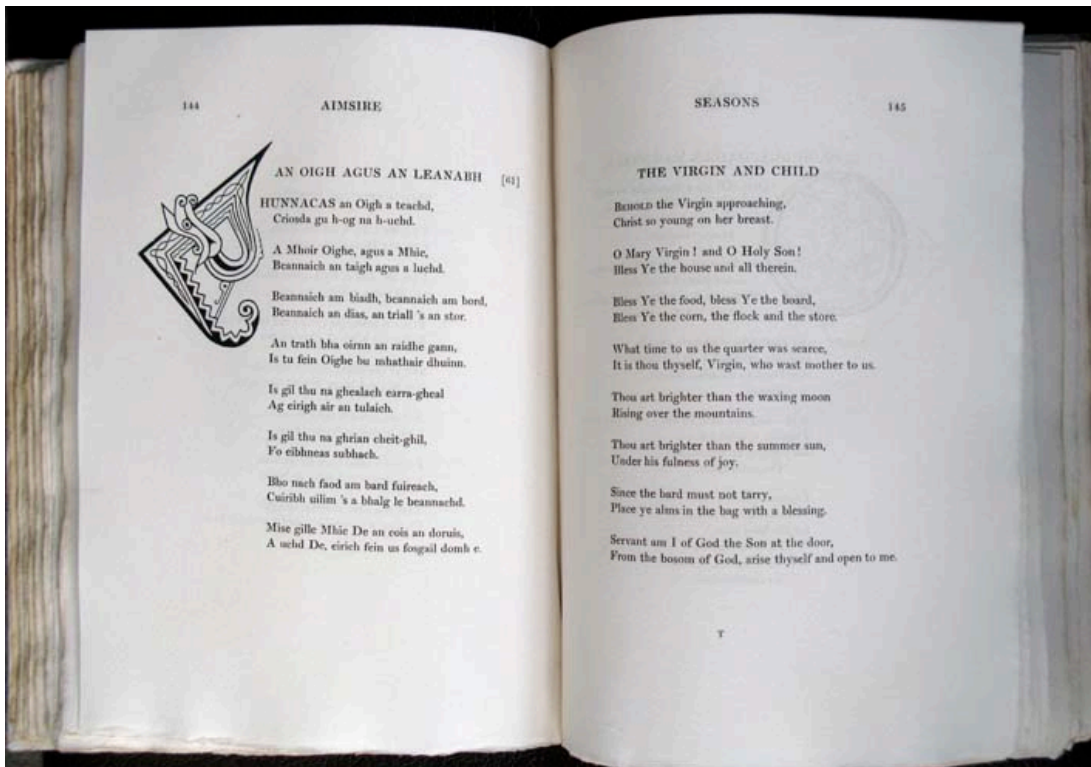 144
AIMSIRE
AN OIGH AGUS AN LEANABH [61]
HUNNACAS an Oigh a teachd,
Criosda gu h-og na h-uchd.
A Mhoir Oighe, agus a Mhic,
Beannaich an taigh agus a luchd.
Beannaich am biadh, beannaich am bord,
Beannaich an dias, an triall 's an stor.
An trath bha oirnn an raidhe gann,
Is tu fein Oighe bu mhathair dhuinn.
Is gil thu na ghealach earra-gheal
Ag eirigh air an tulaich.
Is gil thu na ghrian cheit-ghil,
Fo eibhneas subhach.
Bho nach faod am bard fuireach,
Cuiribh uilim 's a bhalg le beannachd.
Mise gille Mhic De an cois an doruis,
A uchd De, eirich fein us fosgail domh e.
SEASONS
145
THE VIRGIN AND CHILD
BEHOLD the Virgin approaching,
Christ so young on her breast.
O Mary Virgin ! and O Holy Son !
Bless Ye the house and all therein.
Bless Ye the food, bless Ye the board,
Bless Ye the corn, the flock and the store.
What time to us the quarter was scarce,
It is thou thyself, Virgin, who wast mother to us.
Thou art brighter than the waxing moon
Rising over the mountains.
Thou art brighter than the summer sun,
Under his fulness of joy.
Since the bard must not tarry,
Place ye alms in the bag with a blessing.
Servant am I of God the Son at the door,
From the bosom of God, arise thyself and open to me.
T